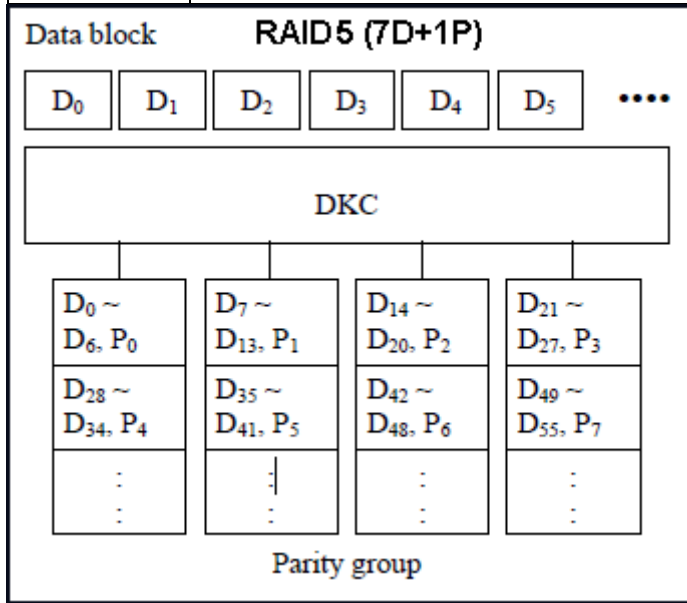 Data block RAID5 (7D+1P)
D₀ D₁ D₂ D₃ D₄ D₅ ••••
DKC
D₀ ~
D₆, P₀
D₇ ~
D₁₃, P₁
D₁₄ ~
D₂₀, P₂
D₂₁ ~
D₂₇, P₃
D₂₈ ~
D₃₄, P₄
D₃₅ ~
D₄₁, P₅
D₄₂ ~
D₄₈, P₆
D₄₉ ~
D₅₅, P₇
Parity group